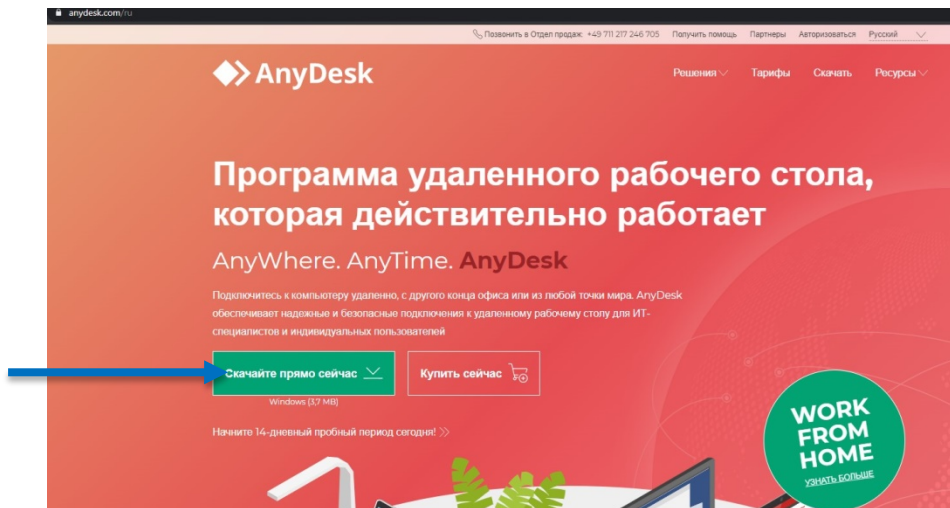 anydesk.com/ru
Позвонить в Отдел продаж: +49 711 217 246 705 Получить помощь Партнеры Авторизоваться Русский
AnyDesk
Решения Тарифы Скачать Ресурсы
Программа удаленного рабочего стола,
которая действительно работает
AnyWhere. AnyTime. AnyDesk
Подключитесь к компьютеру удаленно, с другого конца офиса или из любой точки мира. AnyDesk
обеспечивает надежные и безопасные подключения к удаленному рабочему столу для ИТ-
специалистов и индивидуальных пользователей
Скачайте прямо сейчас
Купить сейчас
Windows (3,7 MB)
Начните 14-дневный пробный период сегодня!
WORK
FROM
HOME
УЗНАТЬ БОЛЬШЕ